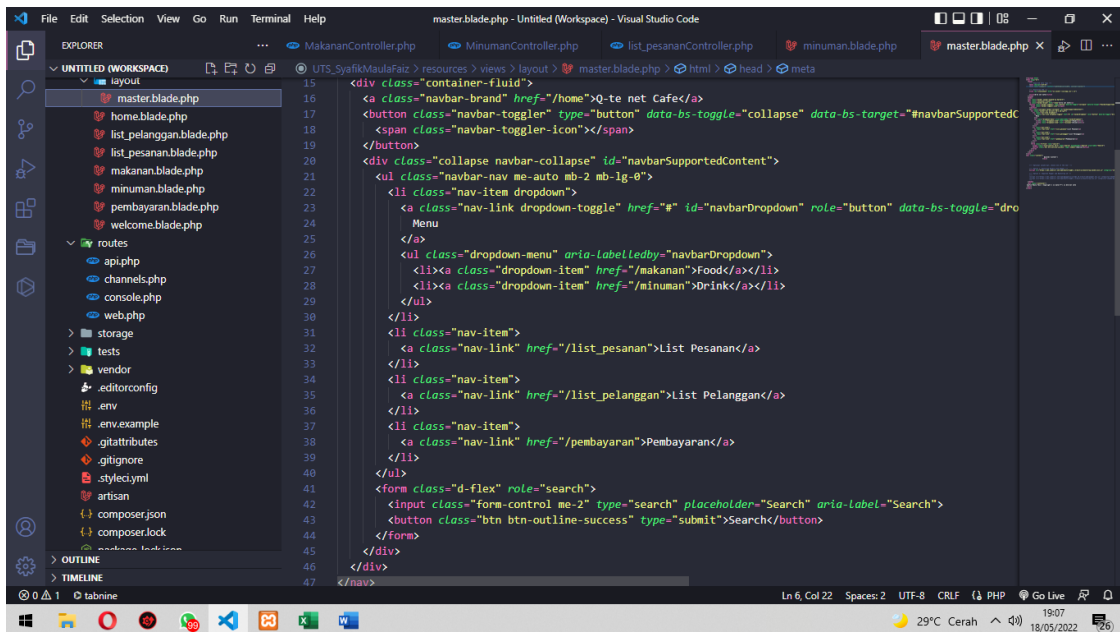 File Edit Selection View Go Run Terminal Help
master.blade.php - Untitled (Workspace) - Visual Studio Code
EXPLORER
MakananController.php MinumanController.php list_pesananController.php minuman.blade.php master.blade.php
UNTITLED (WORKSPACE)
UTS_SyafikMaulaFaiz > resources > views > layout > master.blade.php > html > head > meta
layout
master.blade.php
home.blade.php
list_pelanggan.blade.php
list_pesanan.blade.php
makanan.blade.php
minuman.blade.php
pembayaran.blade.php
welcome.blade.php
routes
api.php
channels.php
console.php
web.php
storage
tests
vendor
.editorconfig
.env
.env.example
.gitattributes
.gitignore
.styleci.yml
artisan
composer.json
composer.lock
package-lock.json
OUTLINE
TIMELINE
15 <div class="container-fluid">
16 <a class="navbar-brand" href="/home">Q-te net Cafe</a>
17 <button class="navbar-toggler" type="button" data-bs-toggle="collapse" data-bs-target="#navbarSupportedC
18 <span class="navbar-toggler-icon"></span>
19 </button>
20 <div class="collapse navbar-collapse" id="navbarSupportedContent">
21 <ul class="navbar-nav me-auto mb-2 mb-lg-0">
22 <li class="nav-item dropdown">
23 <a class="nav-link dropdown-toggle" href="#" id="navbarDropdown" role="button" data-bs-toggle="dro
24 Menu
25 </a>
26 <ul class="dropdown-menu" aria-labelledby="navbarDropdown">
27 <li><a class="dropdown-item" href="/makanan">Food</a></li>
28 <li><a class="dropdown-item" href="/minuman">Drink</a></li>
29 </ul>
30 </li>
31 <li class="nav-item">
32 <a class="nav-link" href="/list_pesanan">List Pesanan</a>
33 </li>
34 <li class="nav-item">
35 <a class="nav-link" href="/list_pelanggan">List Pelanggan</a>
36 </li>
37 <li class="nav-item">
38 <a class="nav-link" href="/pembayaran">Pembayaran</a>
39 </li>
40 </ul>
41 <form class="d-flex" role="search">
42 <input class="form-control me-2" type="search" placeholder="Search" aria-label="Search">
43 <button class="btn btn-outline-success" type="submit">Search</button>
44 </form>
45 </div>
46 </div>
47 </nav>
0 1 tabnine
Ln 6, Col 22 Spaces: 2 UTF-8 CRLF PHP Go Live
99
29°C Cerah
19:07
18/05/2022
26